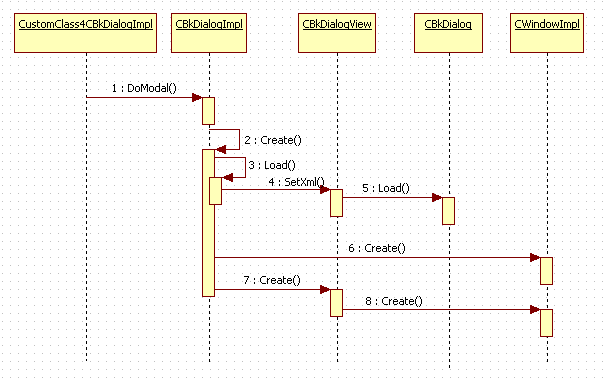 CustomClass4CBkDialogImpl CBkDialogImpl CBkDialogView CBkDialog CWindowImpl
1 : DoModal()
2 : Create()
3 : Load()
4 : SetXml()
5 : Load()
6 : Create()
7 : Create()
8 : Create()